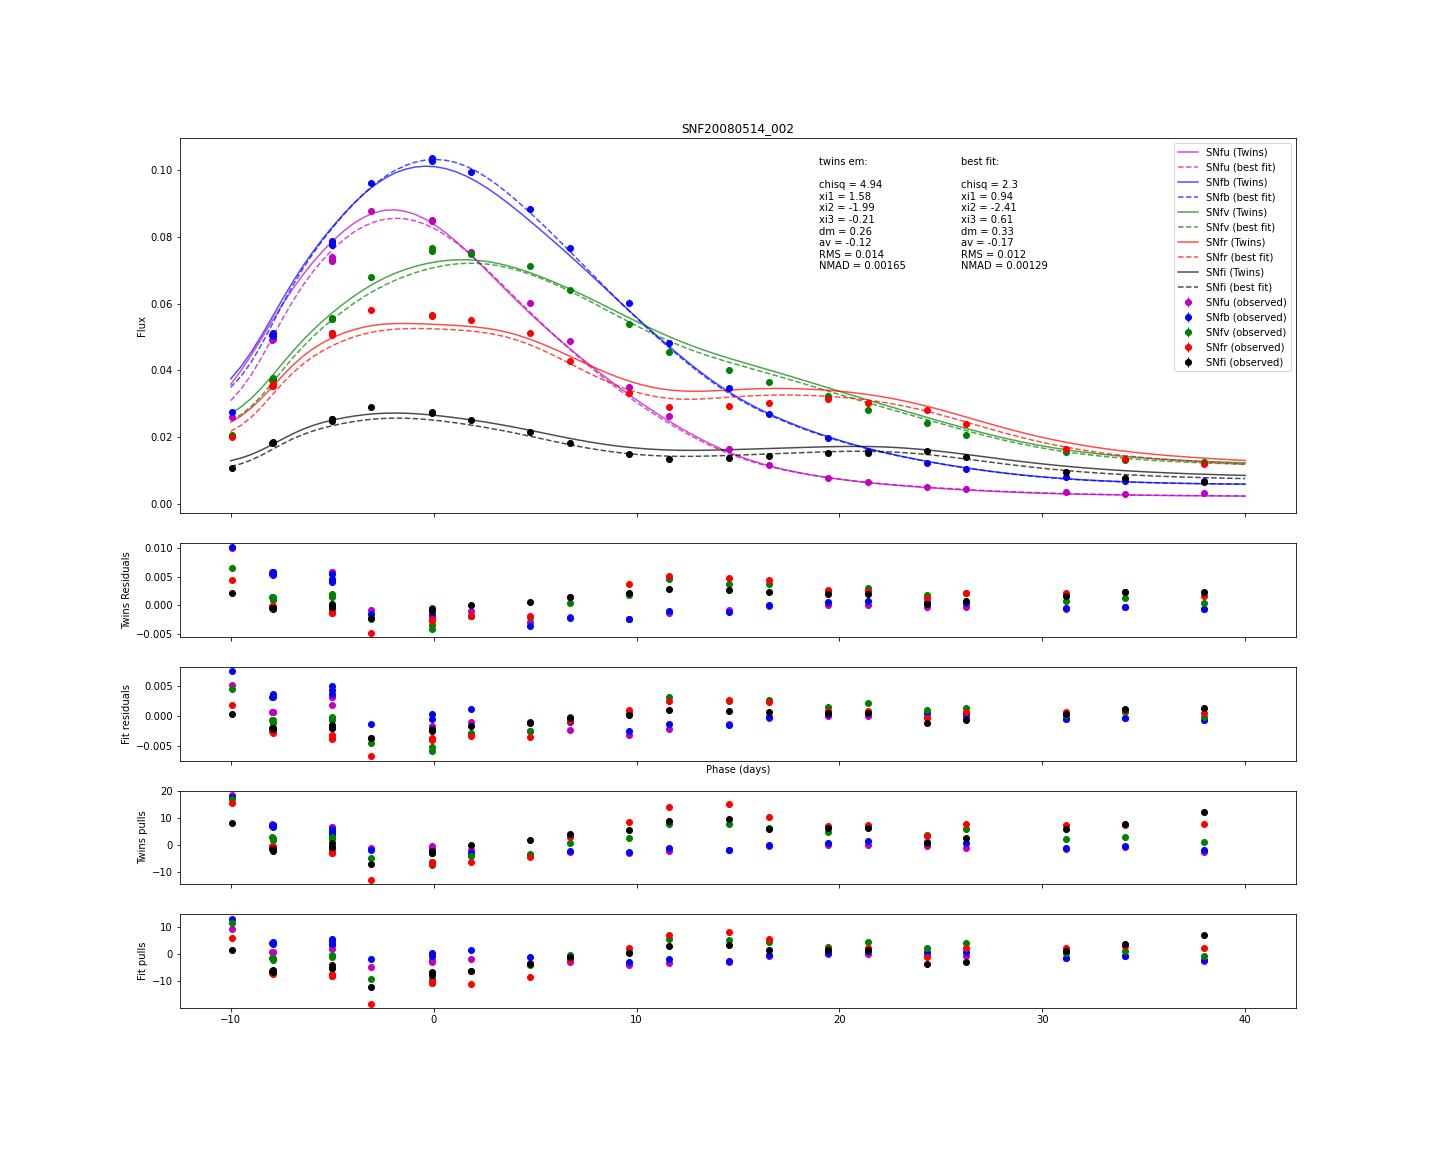 SNF20080514_002
Flux
0.10
0.08
0.06
0.04
0.02
0.00
twins em:
chisq = 4.94
xi1 = 1.58
xi2 = -1.99
xi3 = -0.21
dm = 0.26
av = -0.12
RMS = 0.014
NMAD = 0.00165
best fit:
chisq = 2.3
xi1 = 0.94
xi2 = -2.41
xi3 = 0.61
dm = 0.33
av = -0.17
RMS = 0.012
NMAD = 0.00129
SNfu (Twins)
SNfu (best fit)
SNfb (Twins)
SNfb (best fit)
SNfv (Twins)
SNfv (best fit)
SNfr (Twins)
SNfr (best fit)
SNfi (Twins)
SNfi (best fit)
SNfu (observed)
SNfb (observed)
SNfv (observed)
SNfr (observed)
SNfi (observed)
Twins Residuals
0.010
0.005
0.000
−0.005
Fit residuals
0.005
0.000
−0.005
Phase (days)
Twins pulls
20
10
0
−10
Fit pulls
10
0
−10
−10 0 10 20 30 40